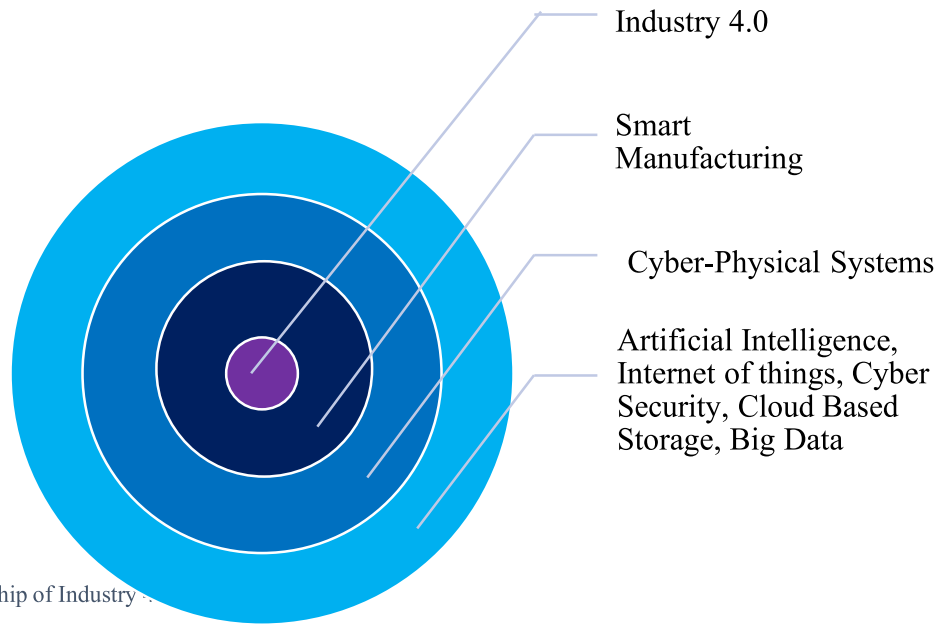 Industry 4.0
Smart
Manufacturing
Cyber-Physical Systems
Artificial Intelligence,
Internet of things, Cyber
Security, Cloud Based
Storage, Big Data
hip of Industry